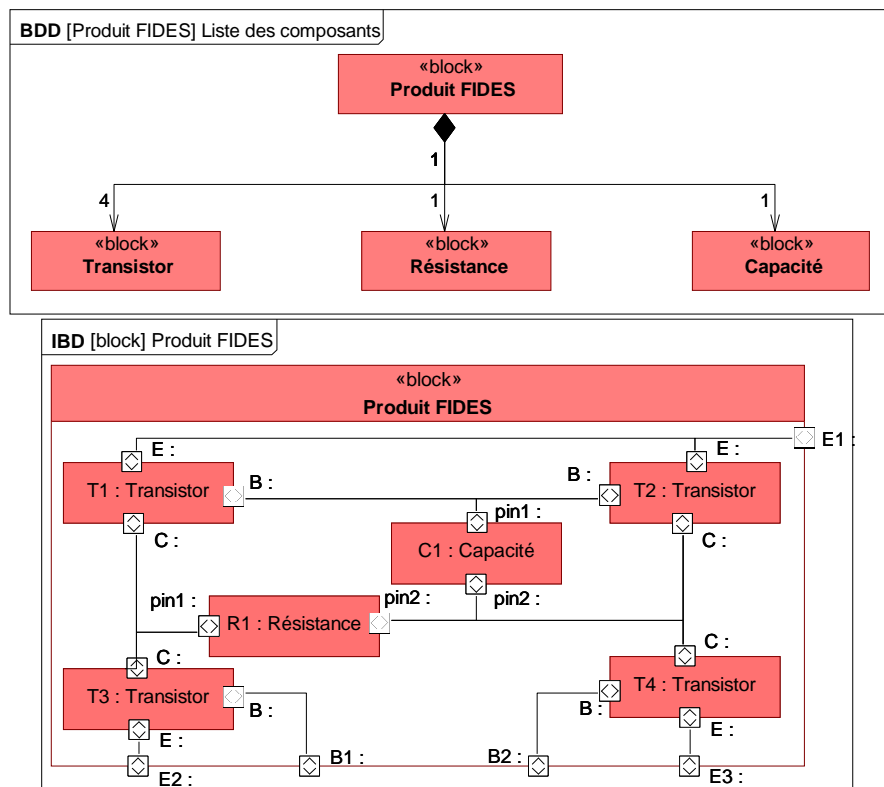 BDD [Produit FIDES] Liste des composants
«block»
Produit FIDES
1
4
1
1
«block»
Transistor
«block»
Résistance
«block»
Capacité
IBD [block] Produit FIDES
«block»
Produit FIDES
E :
E :
E1 :
T1 : Transistor
B :
B :
T2 : Transistor
pin1 :
C :
C :
C1 : Capacité
pin1 :
pin2 :
pin2 :
R1 : Résistance
C :
C :
T3 : Transistor
T4 : Transistor
B :
B :
E :
E :
E2 :
B1 :
B2 :
E3 :